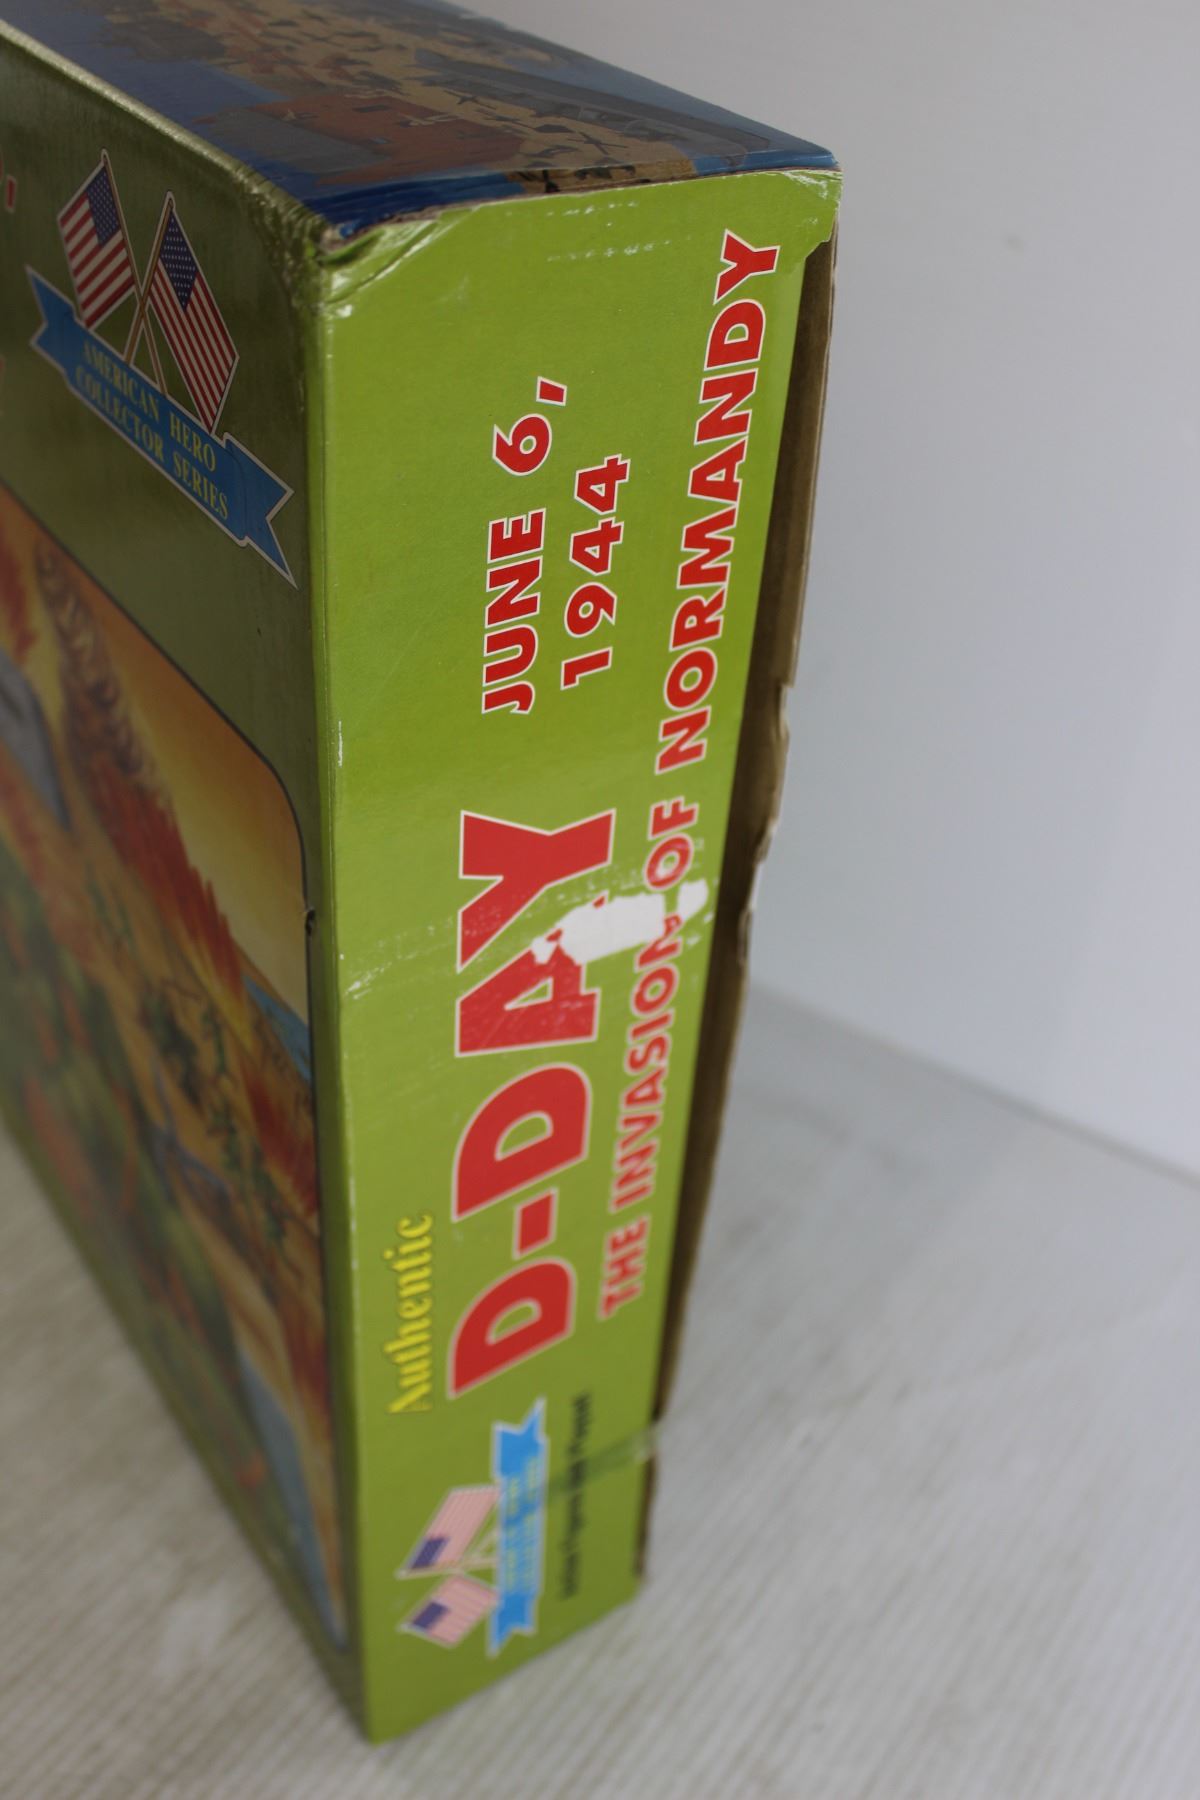 AMERICAN HERO
COLLECTOR SERIES
Authentic
D-DAY
JUNE 6,
1944
THE INVASION OF NORMANDY